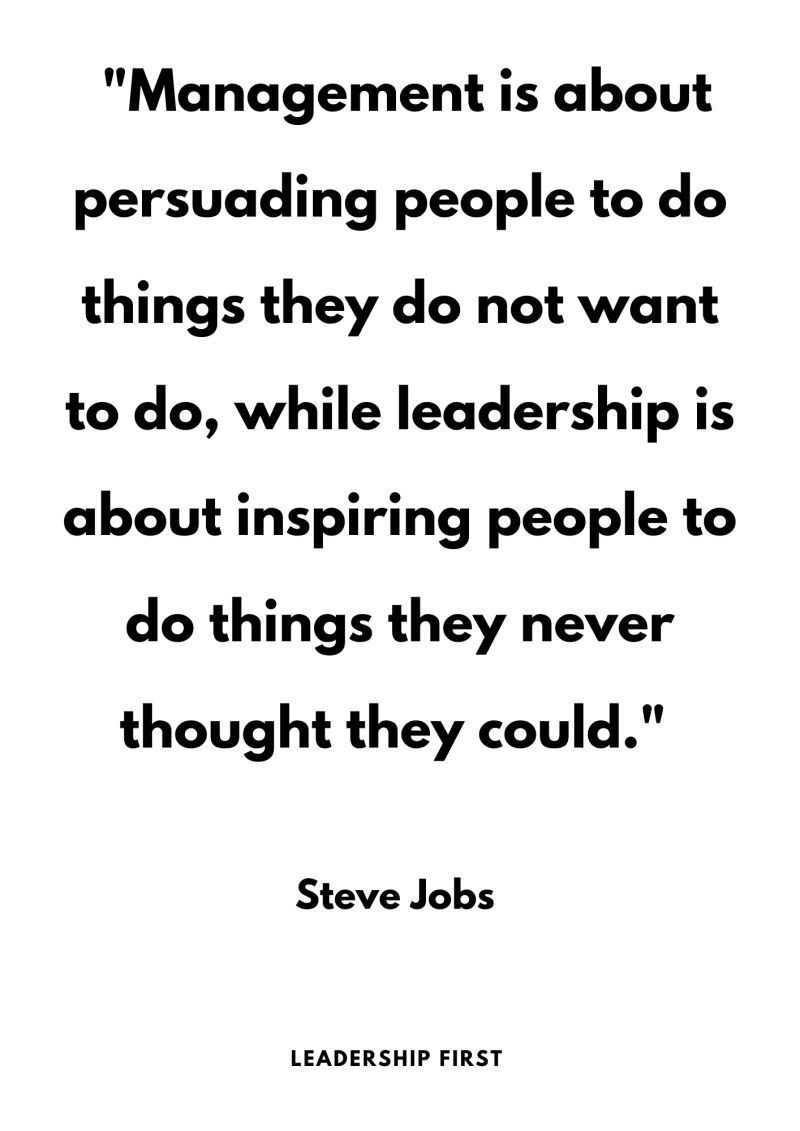 "Management is about
persuading people to do
things they do not want
to do, while leadership is
about inspiring people to
do things they never
thought they could."
Steve Jobs
LEADERSHIP FIRST